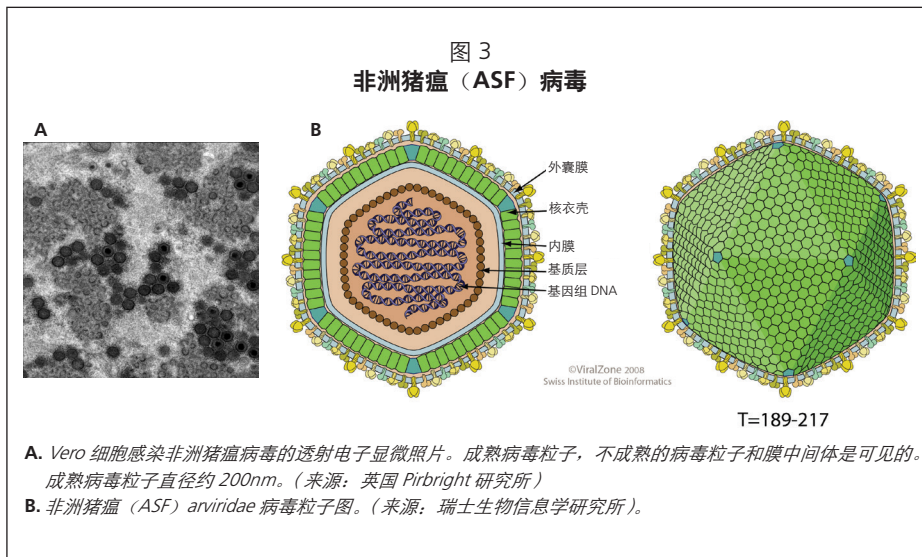 图 3
非洲猪瘟（ASF）病毒
A
B
外囊膜
核衣壳
内膜
基质层
基因组 DNA
©ViralZone 2008
Swiss Institute of Bioinformatics
T=189-217
A. Vero 细胞感染非洲猪瘟病毒的透射电子显微照片。成熟病毒粒子，不成熟的病毒粒子和膜中间体是可见的。
成熟病毒粒子直径约 200nm。（来源：英国 Pirbright 研究所）
B. 非洲猪瘟（ASF）arviridae 病毒粒子图。（来源：瑞士生物信息学研究所）。